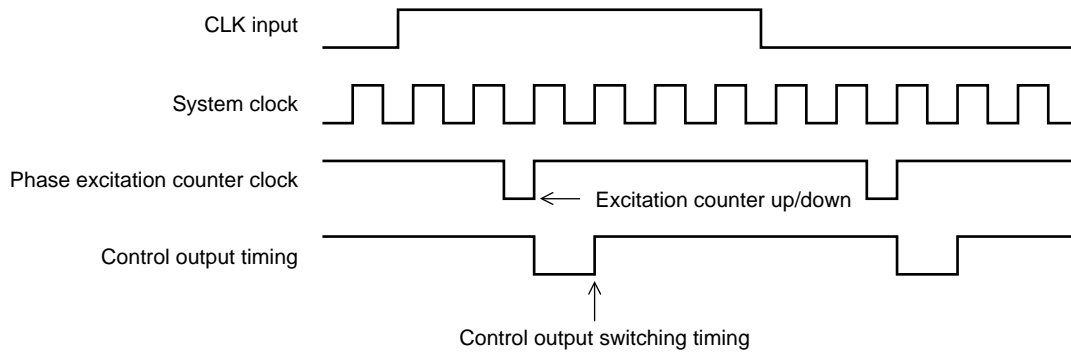 CLK input
System clock
Phase excitation counter clock
Excitation counter up/down
Control output timing
Control output switching timing